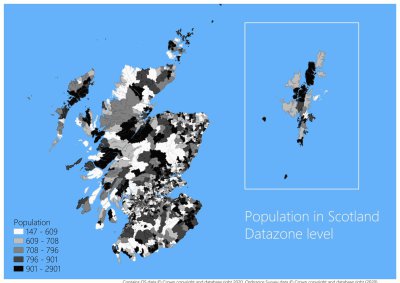 Population in Scotland
Datazone level
Population
147 - 609
609 - 708
708 - 796
796 - 901
901 - 2901
Contains OS data © Crown copyright and database right 2020. Ordnance Survey data © Crown copyright and database right